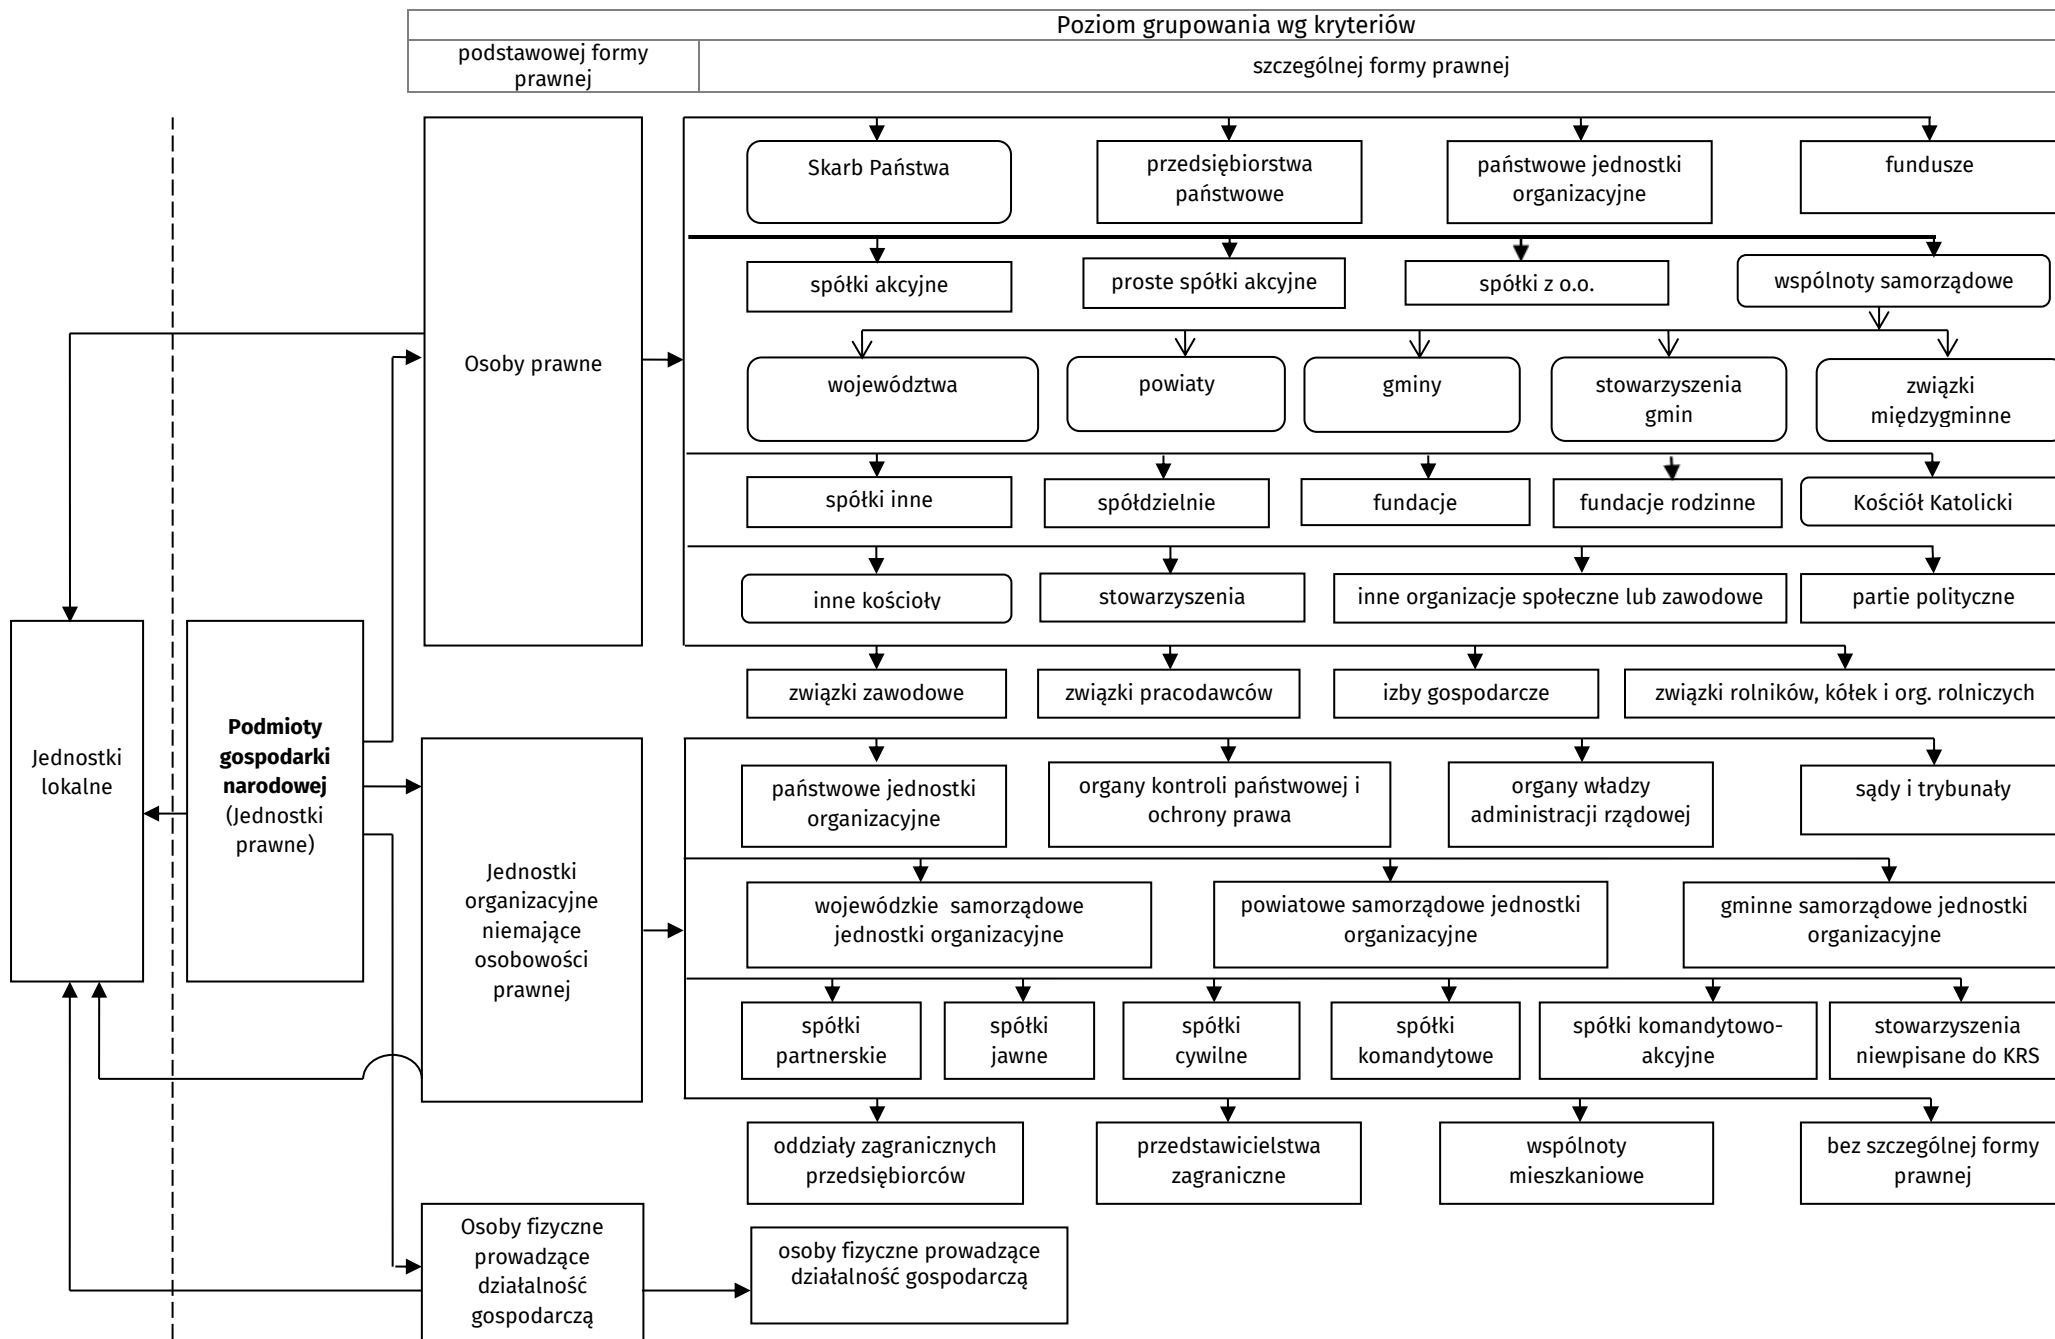 Poziom grupowania wg kryteriów
podstawowej formy
prawnej
szczególnej formy prawnej
Skarb Państwa
przedsiębiorstwa
państwowe
państwowe jednostki
organizacyjne
fundusze
spółki akcyjne
proste spółki akcyjne
spółki z o.o.
wspólnoty samorządowe
Osoby prawne
województwa
powiaty
gminy
stowarzyszenia
gmin
związki
międzygminne
spółki inne
spółdzielnie
fundacje
fundacje rodzinne
Kościół Katolicki
inne kościoły
stowarzyszenia
inne organizacje społeczne lub zawodowe
partie polityczne
związki zawodowe
związki pracodawców
izby gospodarcze
związki rolników, kółek i org. rolniczych
Jednostki
lokalne
Podmioty
gospodarki
narodowej
(Jednostki
prawne)
Jednostki
organizacyjne
niemające
osobowości
prawnej
państwowe jednostki
organizacyjne
organy kontroli państwowej i
ochrony prawa
organy władzy
administracji rządowej
sądy i trybunały
wojewódzkie samorządowe
jednostki organizacyjne
powiatowe samorządowe jednostki
organizacyjne
gminne samorządowe jednostki
organizacyjne
spółki
partnerskie
spółki
jawne
spółki
cywilne
spółki
komandytowe
spółki komandytowo-
akcyjne
stowarzyszenia
niewpisane do KRS
oddziały zagranicznych
przedsiębiorców
przedstawicielstwa
zagraniczne
wspólnoty
mieszkaniowe
bez szczególnej formy
prawnej
Osoby fizyczne
prowadzące
działalność
gospodarczą
osoby fizyczne prowadzące
działalność gospodarczą